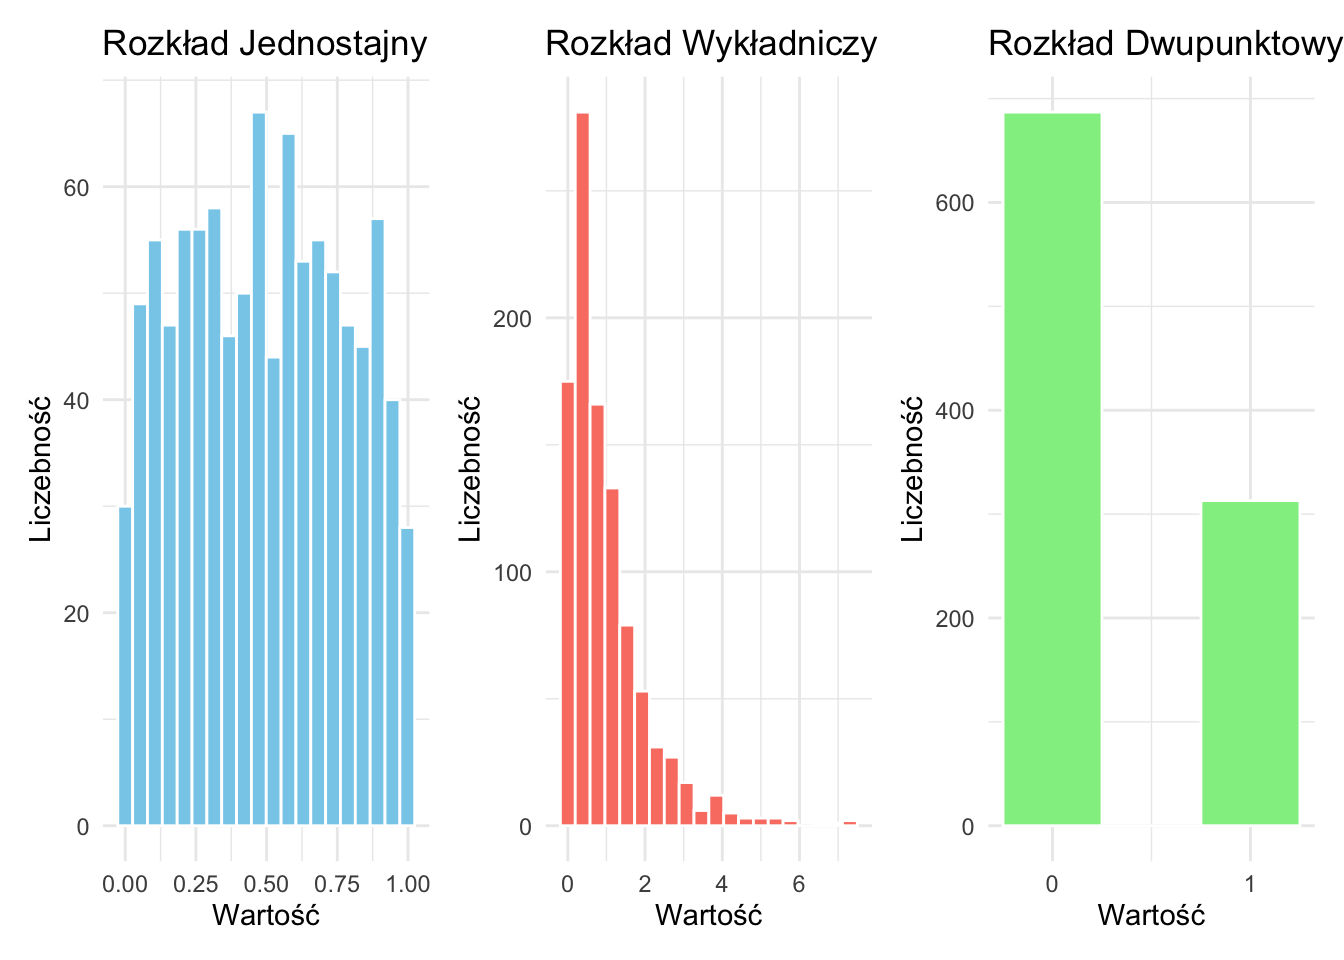 Rozkład Jednostajny
Liczebność
60
40
20
0
0.00 0.25 0.50 0.75 1.00
Wartość
Rozkład Wykładniczy
Liczebność
200
100
0
0 2 4 6
Wartość
Rozkład Dwupunktowy
Liczebność
600
400
200
0
0 1
Wartość